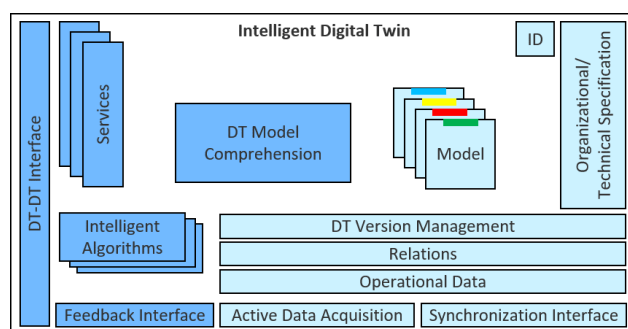 Intelligent Digital Twin
ID
Organizational/
Technical Specification
DT-DT Interface
Services
DT Model
Comprehension
Model
Intelligent
Algorithms
DT Version Management
Relations
Operational Data
Feedback Interface
Active Data Acquisition
Synchronization Interface